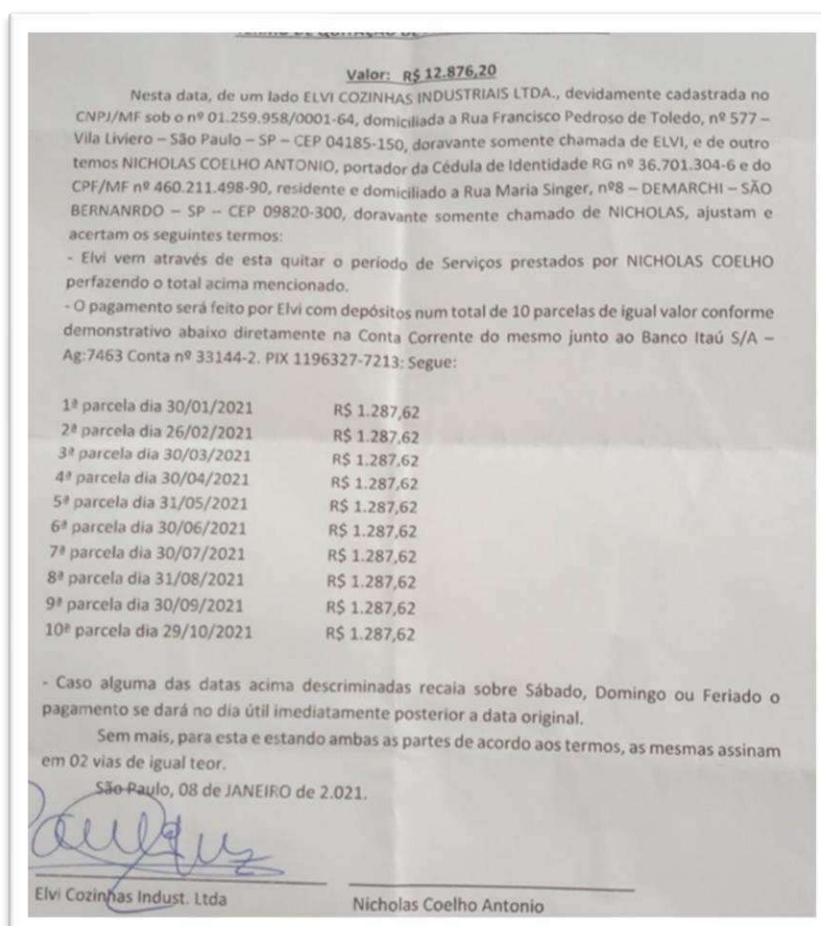 TERMO DE QUITAÇÃO DE
Valor: R$ 12.876,20
Nesta data, de um lado ELVI COZINHAS INDUSTRIAIS LTDA., devidamente cadastrada no
CNPJ/MF sob o nº 01.259.958/0001-64, domiciliada a Rua Francisco Pedroso de Toledo, nº 577 –
Vila Liviero – São Paulo – SP – CEP 04185-150, doravante somente chamada de ELVI, e de outro
temos NICHOLAS COELHO ANTONIO, portador da Cédula de Identidade RG nº 36.701.304-6 e do
CPF/MF nº 460.211.498-90, residente e domiciliado a Rua Maria Singer, nº8 – DEMARCHI – SÃO
BERNANRDO – SP – CEP 09820-300, doravante somente chamado de NICHOLAS, ajustam e
acertam os seguintes termos:
- Elvi vem através de esta quitar o período de Serviços prestados por NICHOLAS COELHO
perfazendo o total acima mencionado.
- O pagamento será feito por Elvi com depósitos num total de 10 parcelas de igual valor conforme
demonstrativo abaixo diretamente na Conta Corrente do mesmo junto ao Banco Itaú S/A –
Ag:7463 Conta nº 33144-2. PIX 1196327-7213: Segue:
1ª parcela dia 30/01/2021 R$ 1.287,62
2ª parcela dia 26/02/2021 R$ 1.287,62
3ª parcela dia 30/03/2021 R$ 1.287,62
4ª parcela dia 30/04/2021 R$ 1.287,62
5ª parcela dia 31/05/2021 R$ 1.287,62
6ª parcela dia 30/06/2021 R$ 1.287,62
7ª parcela dia 30/07/2021 R$ 1.287,62
8ª parcela dia 31/08/2021 R$ 1.287,62
9ª parcela dia 30/09/2021 R$ 1.287,62
10ª parcela dia 29/10/2021 R$ 1.287,62
- Caso alguma das datas acima descriminadas recaia sobre Sábado, Domingo ou Feriado o
pagamento se dará no dia útil imediatamente posterior a data original.
Sem mais, para esta e estando ambas as partes de acordo aos termos, as mesmas assinam
em 02 vias de igual teor.
São Paulo, 08 de JANEIRO de 2.021.
Elvi Cozinhas Indust. Ltda
Nicholas Coelho Antonio